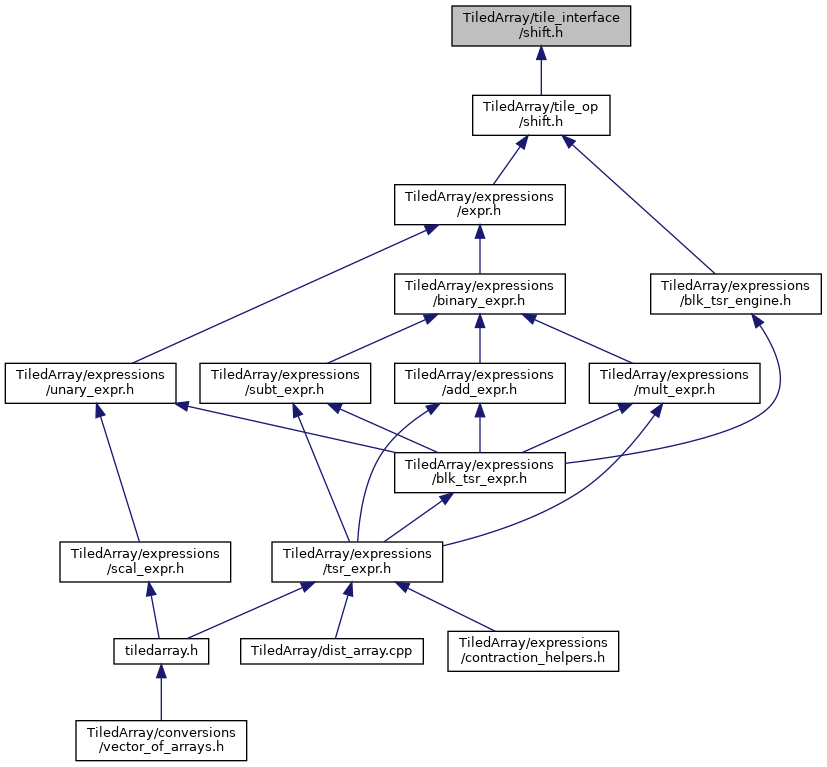 TiledArray/tile_interface
/shift.h
TiledArray/tile_op
/shift.h
TiledArray/expressions
/expr.h
TiledArray/expressions
/binary_expr.h
TiledArray/expressions
/blk_tsr_engine.h
TiledArray/expressions
/unary_expr.h
TiledArray/expressions
/subt_expr.h
TiledArray/expressions
/add_expr.h
TiledArray/expressions
/mult_expr.h
TiledArray/expressions
/blk_tsr_expr.h
TiledArray/expressions
/scal_expr.h
TiledArray/expressions
/tsr_expr.h
tiledarray.h
TiledArray/dist_array.cpp
TiledArray/expressions
/contraction_helpers.h
TiledArray/conversions
/vector_of_arrays.h